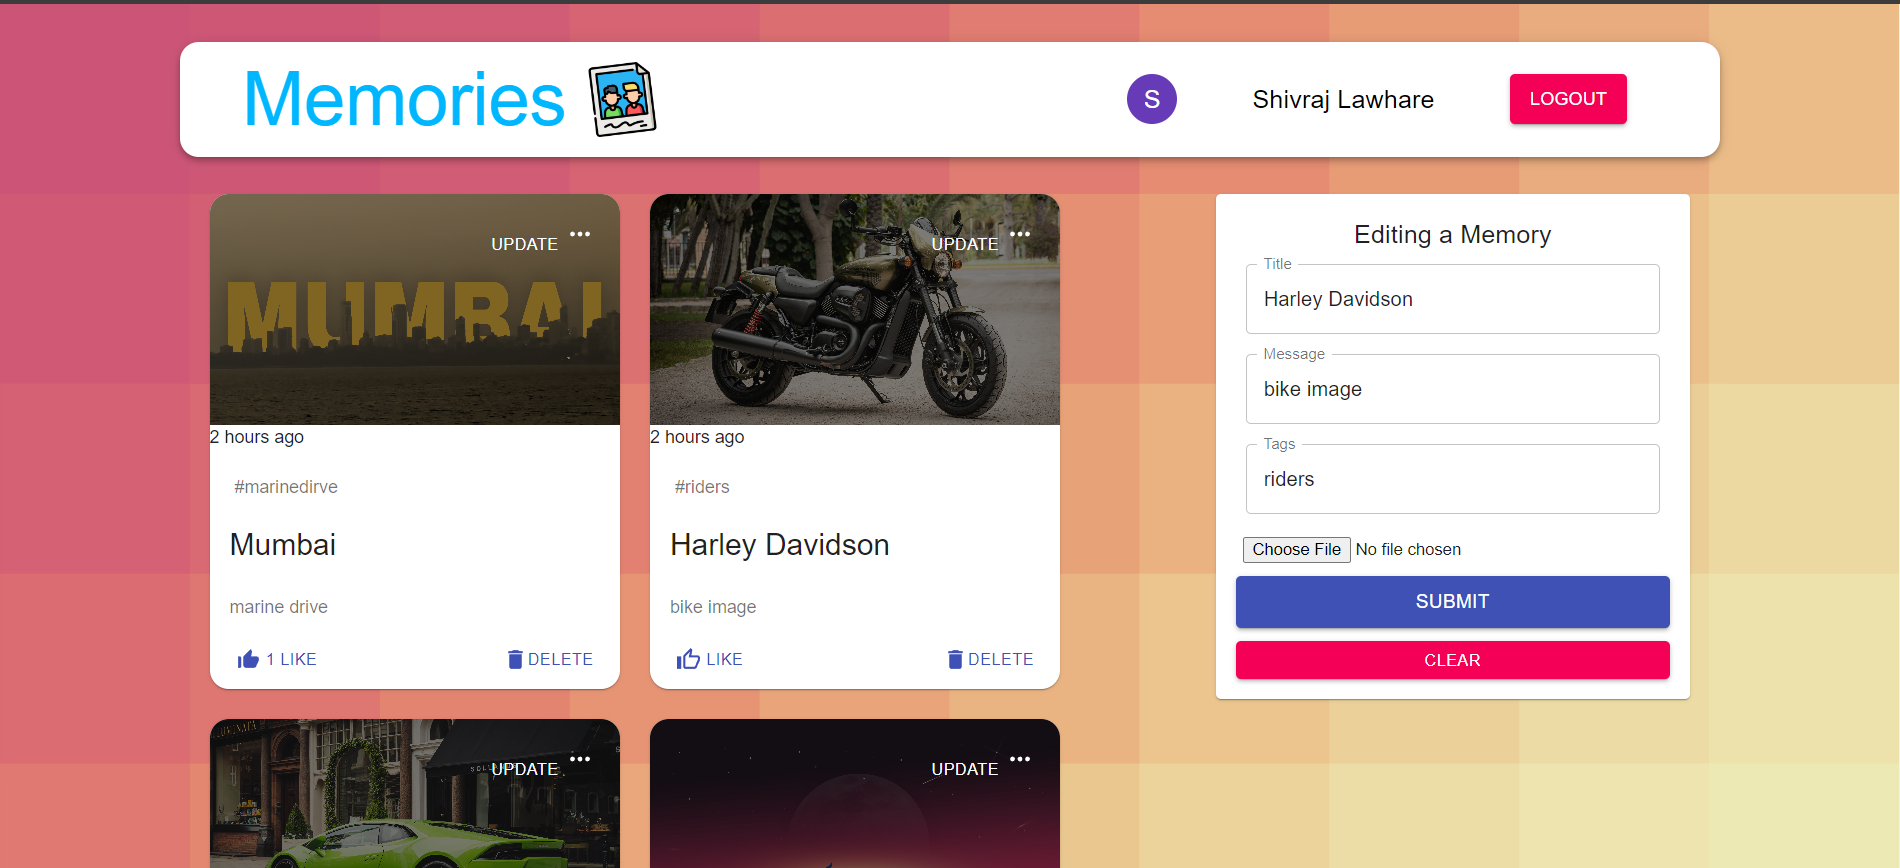 Memories
S
Shivraj Lawhare
LOGOUT
UPDATE
MUMBAI
2 hours ago
#marinedirve
Mumbai
marine drive
1 LIKE
DELETE
UPDATE
2 hours ago
#riders
Harley Davidson
bike image
LIKE
DELETE
Editing a Memory
Title
Harley Davidson
Message
bike image
Tags
riders
Choose File No file chosen
SUBMIT
CLEAR
UPDATE
UPDATE